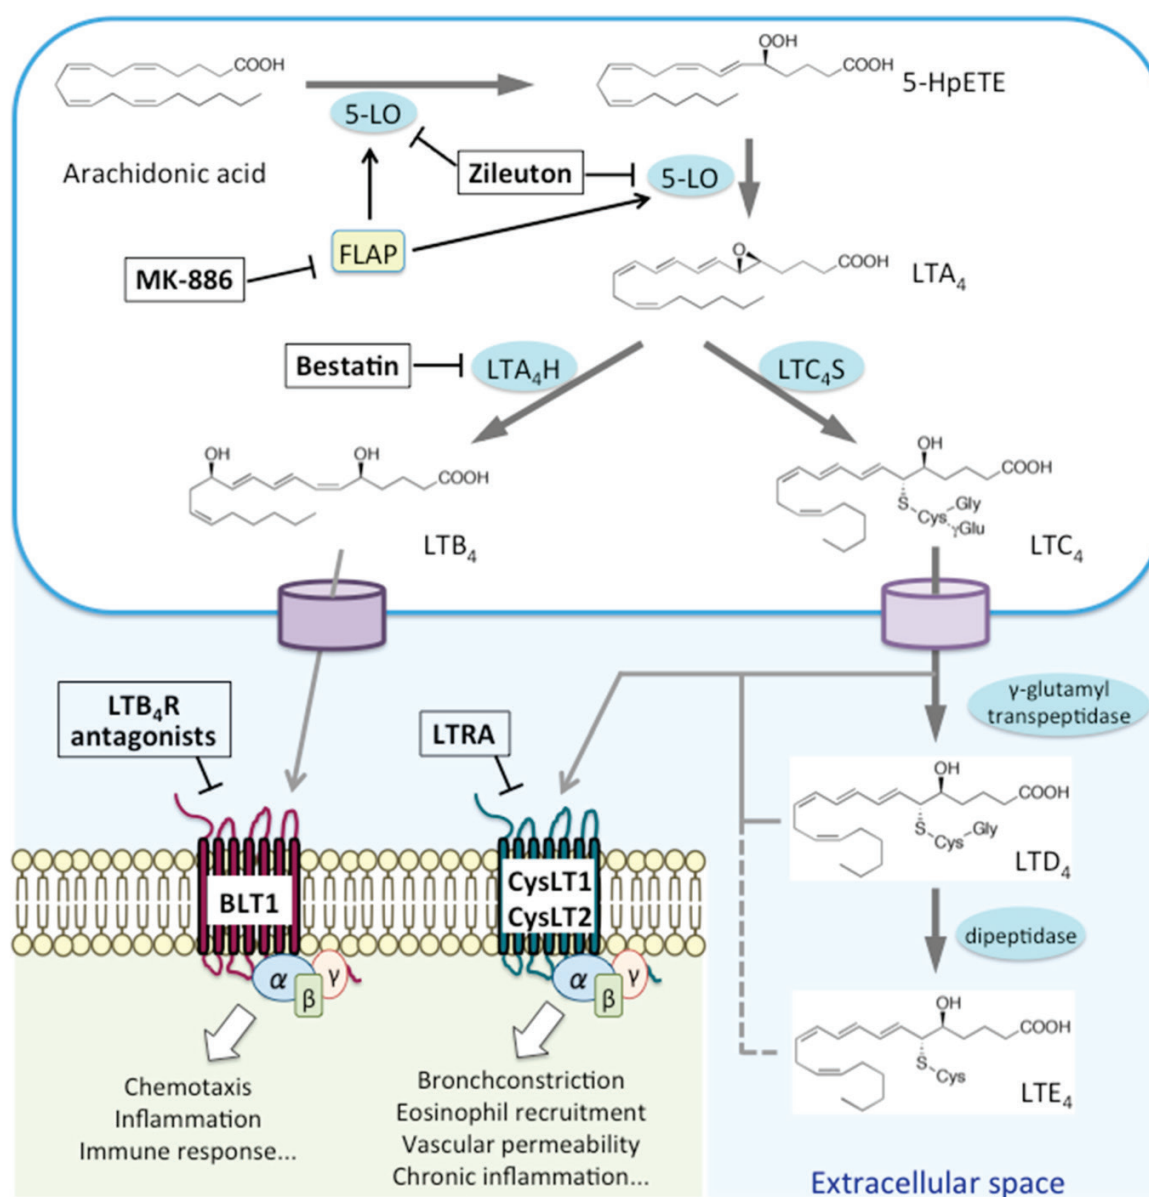 COOH
Arachidonic acid
5-LO
OOH
COOH
5-HpETE
Zileuton
5-LO
FLAP
MK-886
O
COOH
LTA4
Bestatin
LTA4H
LTC4S
OH
OH
COOH
LTB4
OH
COOH
S
Cys
Gly
γGlu
LTC4
LTB4R
antagonists
LTRA
γ-glutamyl
transpeptidase
OH
COOH
S
Cys
Gly
LTD4
BLT1
CysLT1
CysLT2
α
β
γ
α
β
γ
dipeptidase
OH
COOH
S
Cys
LTE4
Chemotaxis
Inflammation
Immune response...
Bronchconstriction
Eosinophil recruitment
Vascular permeability
Chronic inflammation...
Extracellular space